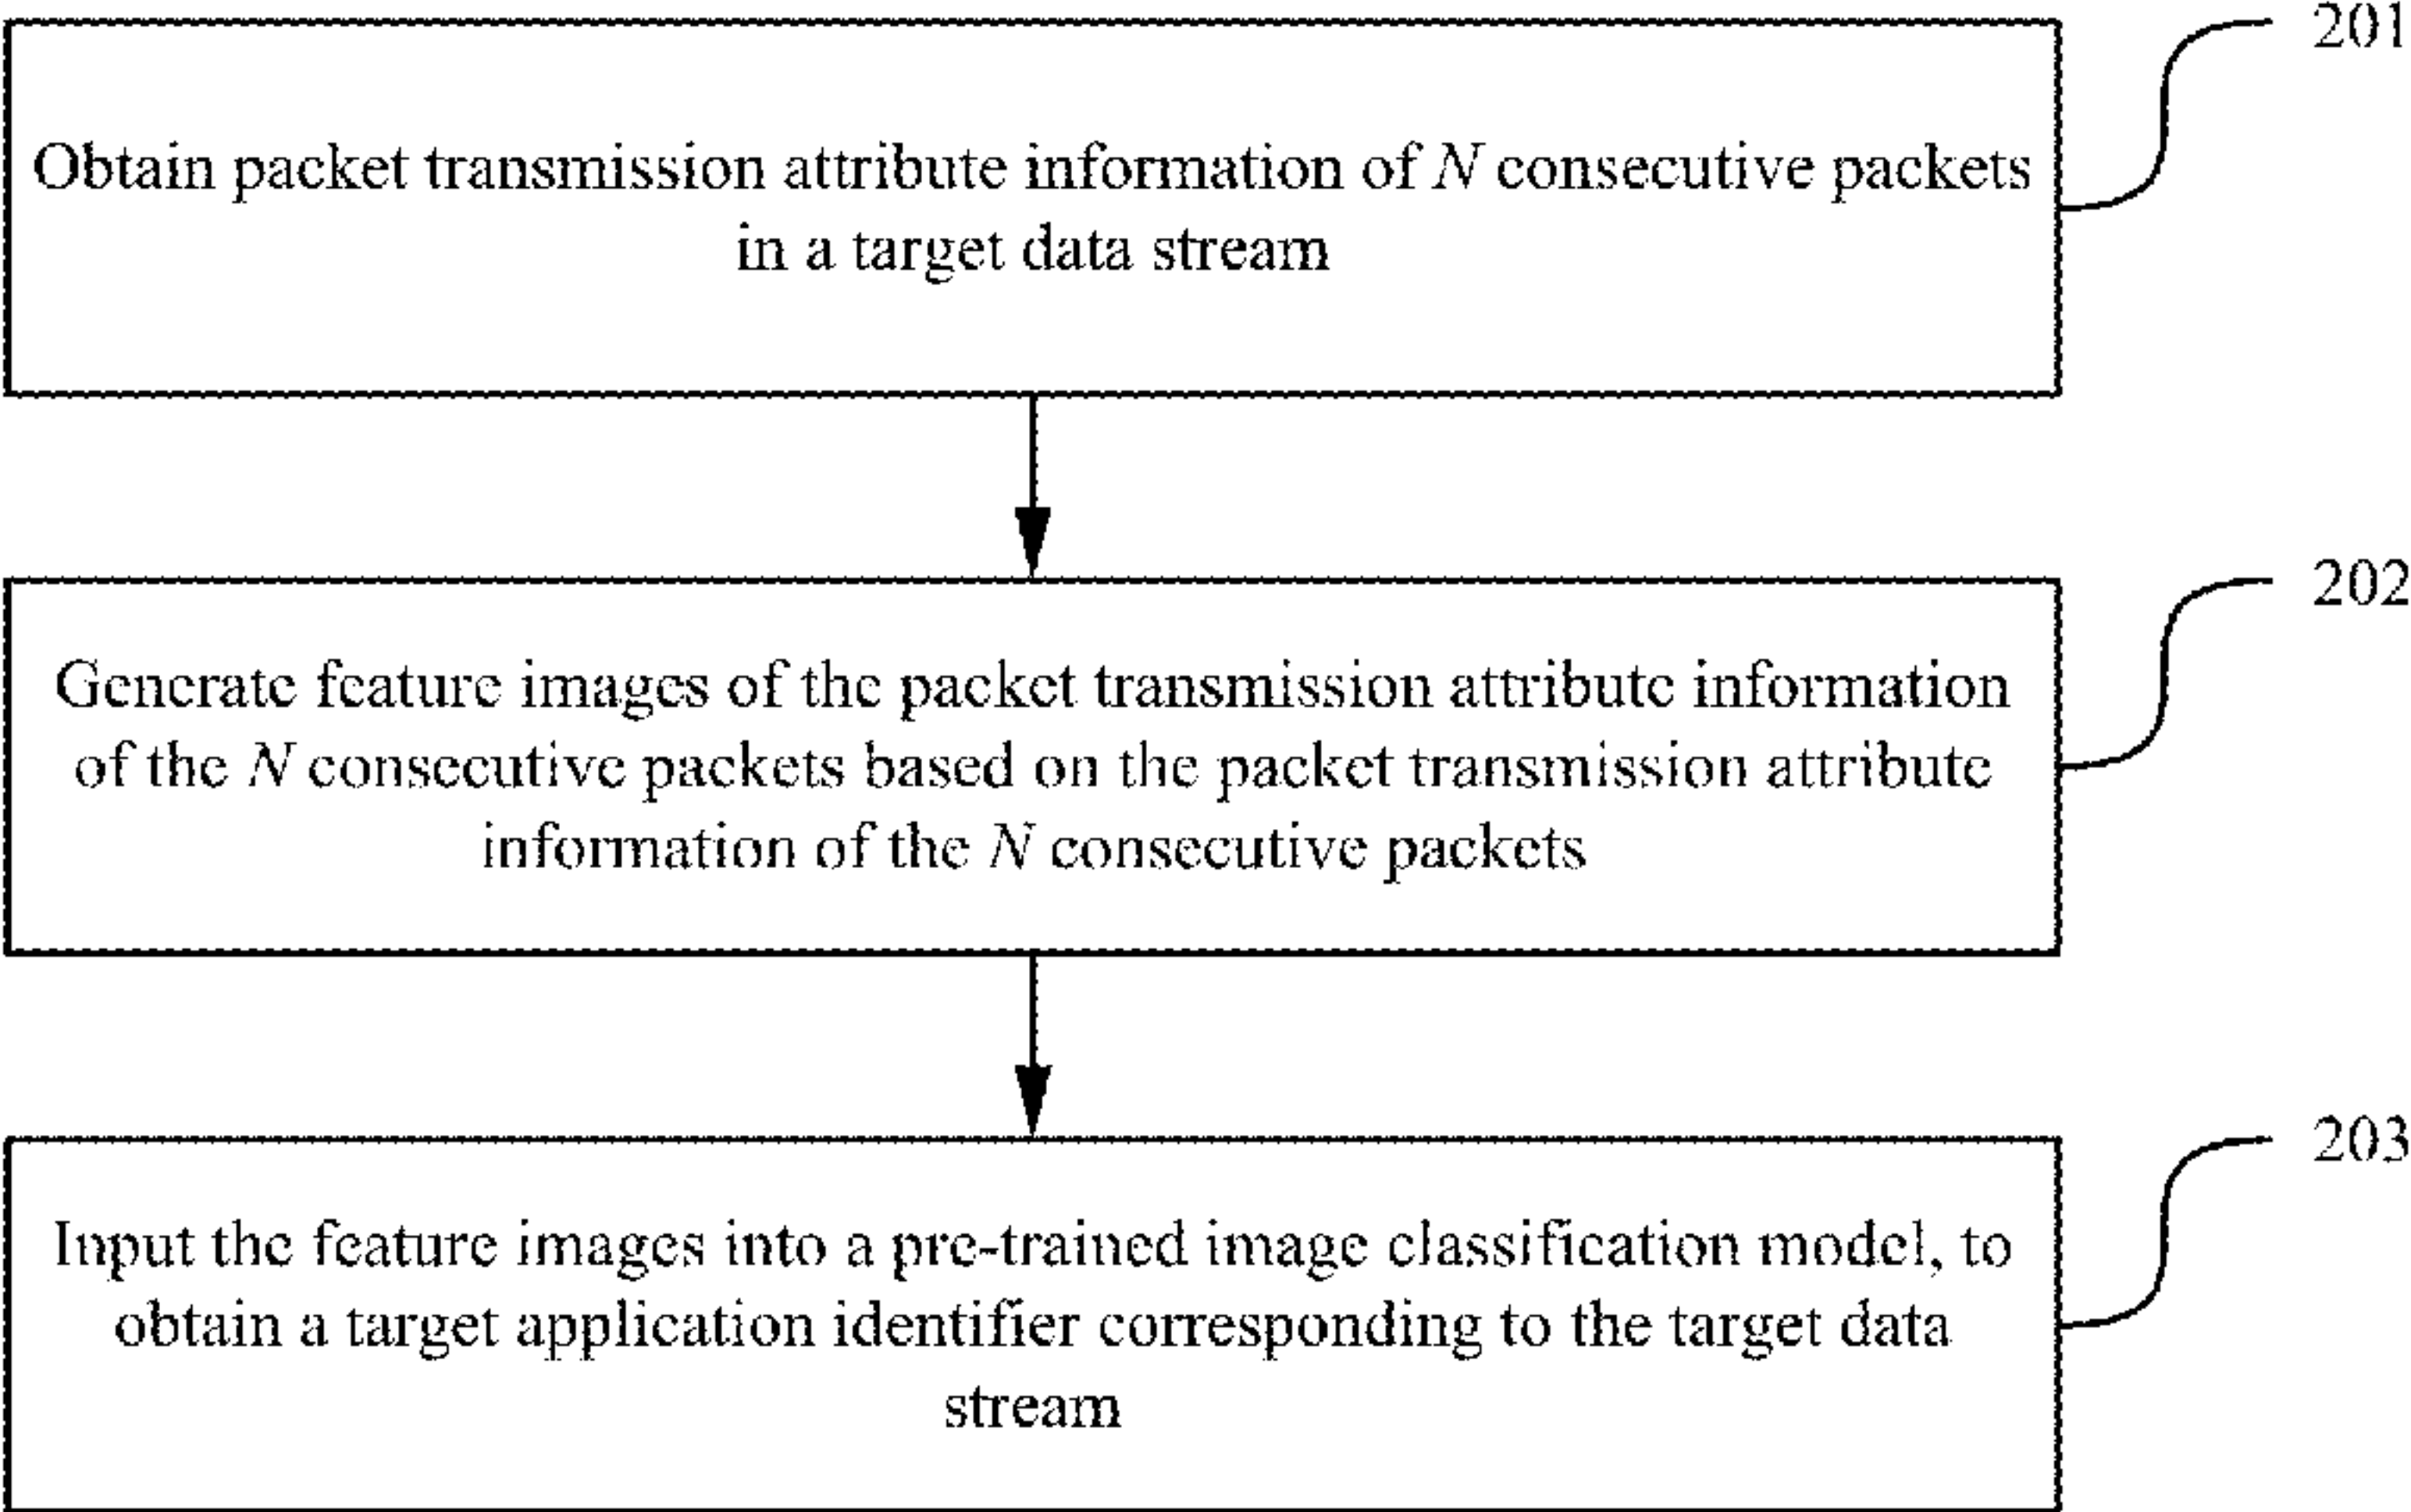 201
Obtain packet transmission attribute information of N consecutive packets
in a target data stream
202
Generate feature images of the packet transmission attribute information
of the N consecutive packets based on the packet transmission attribute
information of the N consecutive packets
203
Input the feature images into a pre-trained image classification model, to
obtain a target application identifier corresponding to the target data
stream